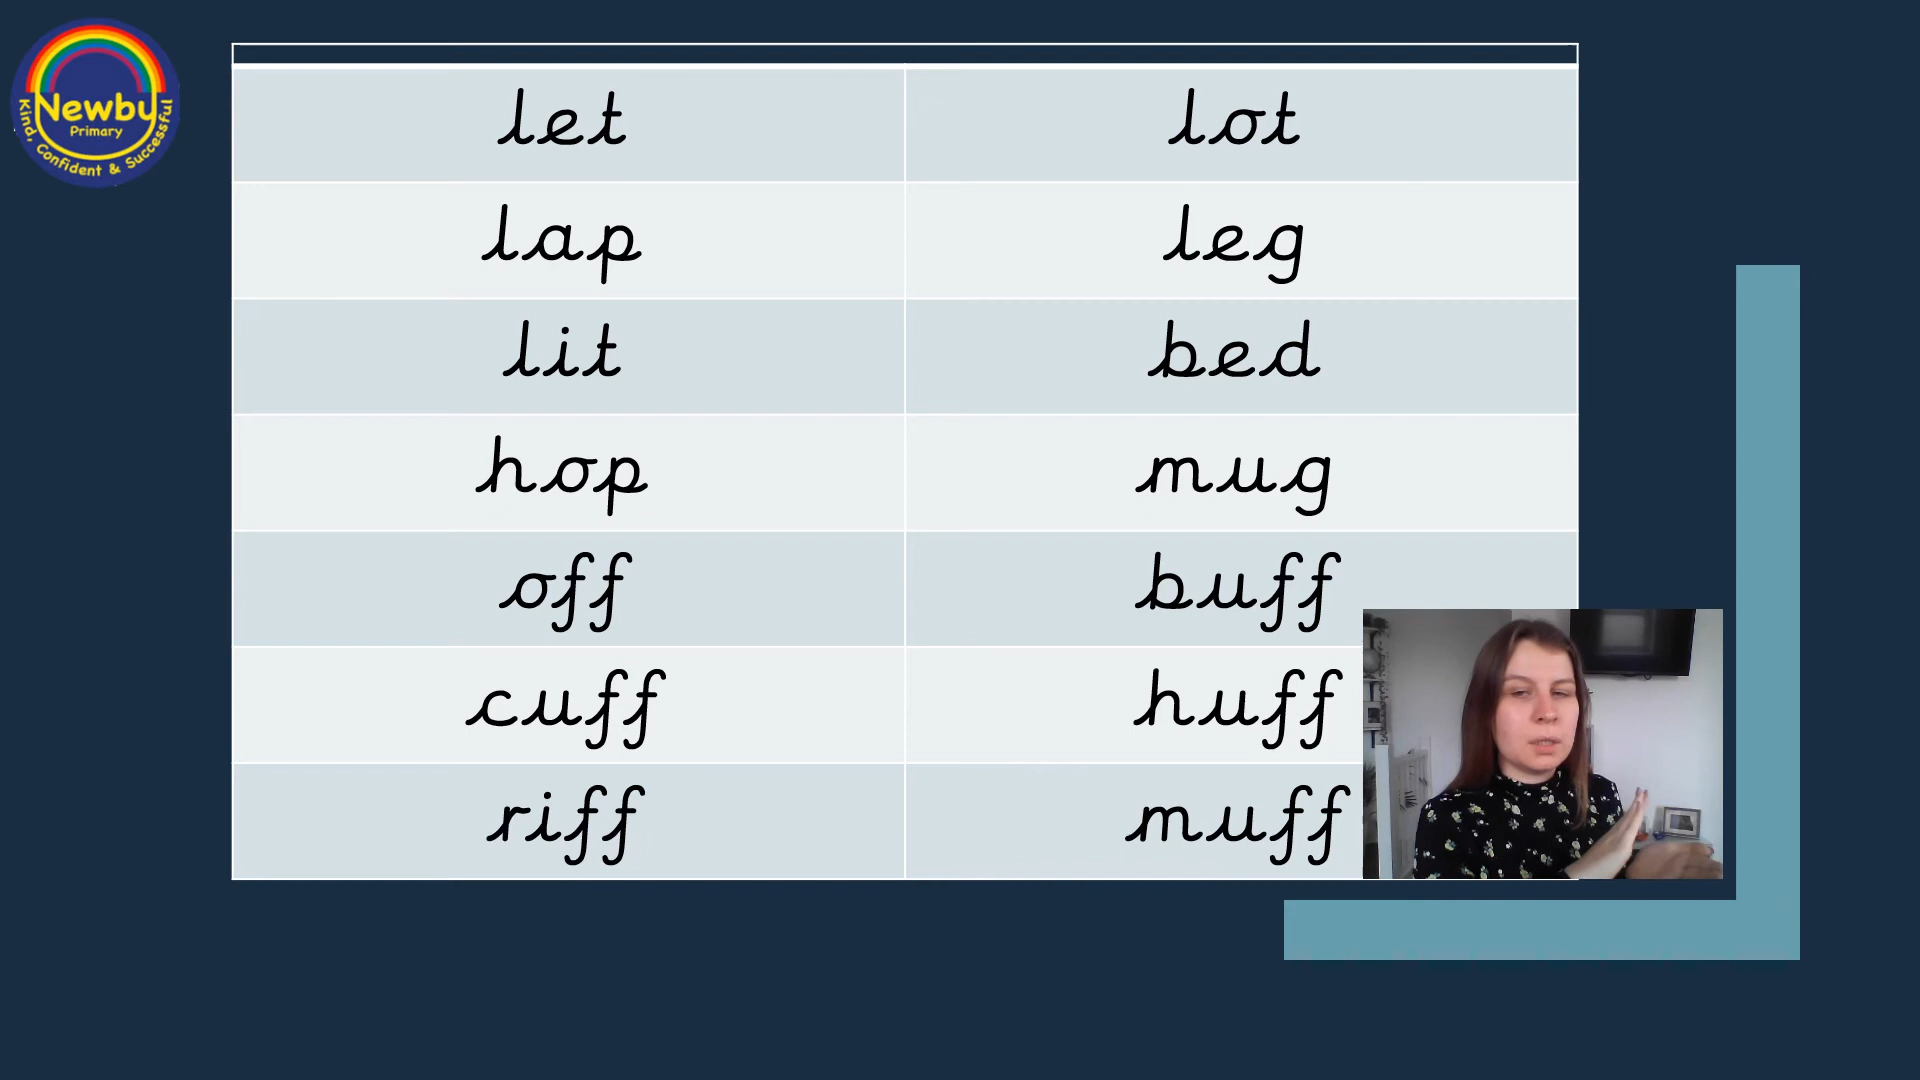 Newby
Primary
Kind, Confident & Successful
let lot
lap leg
lit bed
hop mug
off buff
cuff huff
riff muff